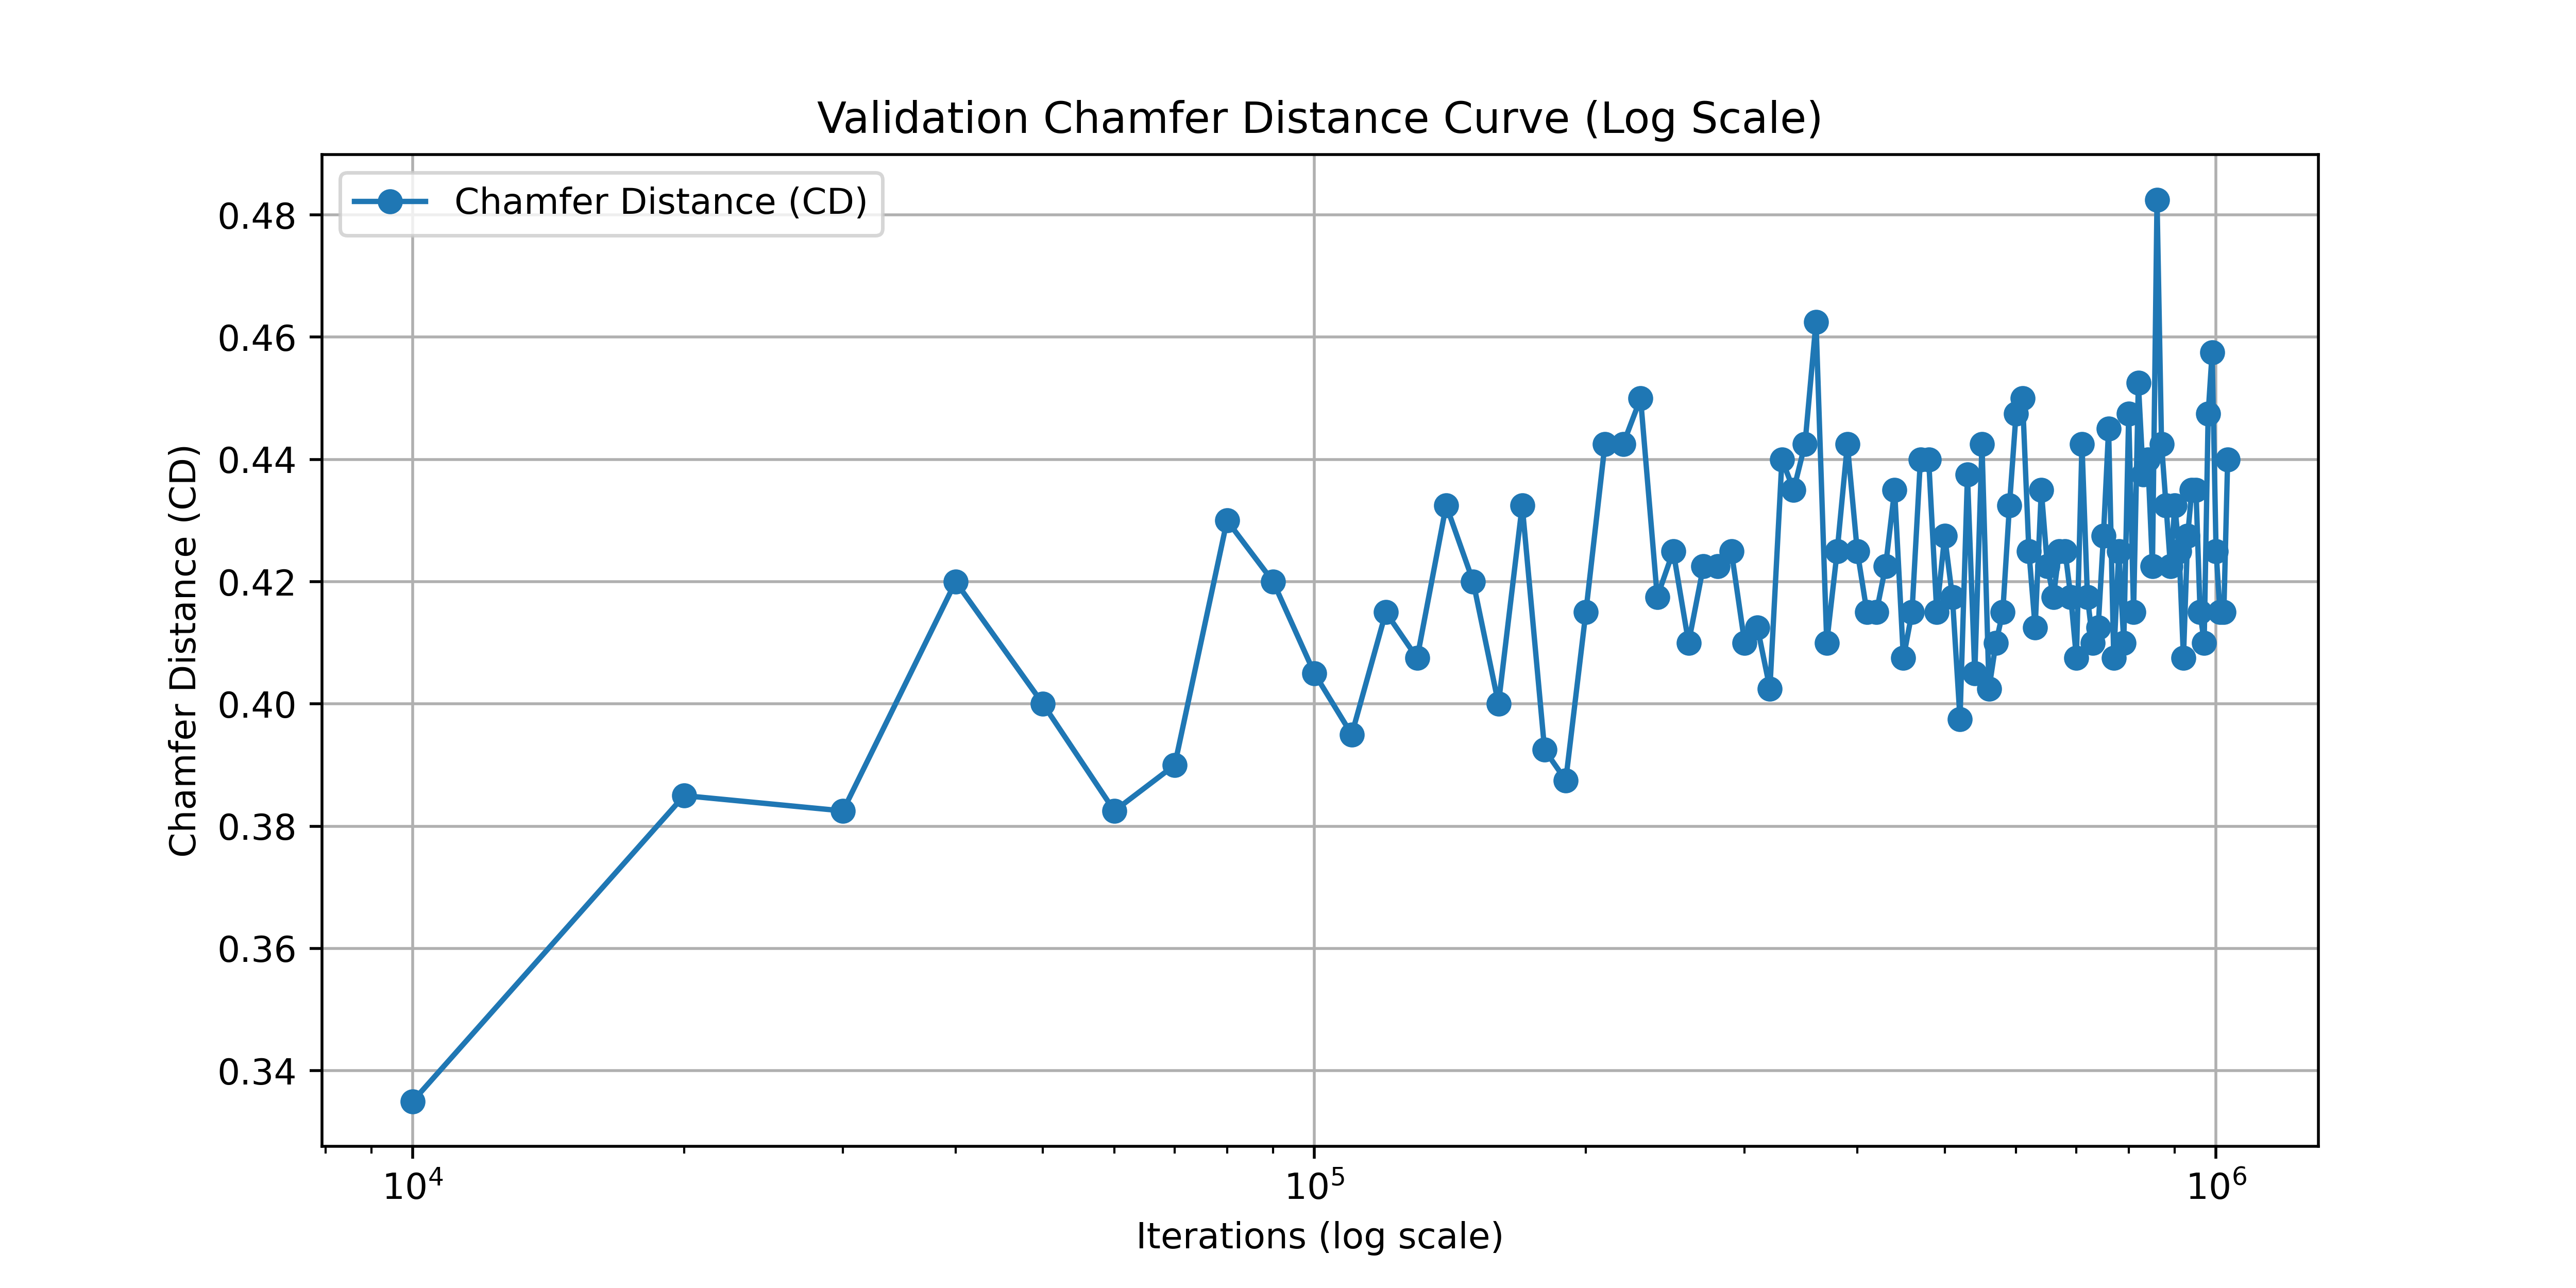 Validation Chamfer Distance Curve (Log Scale)
Chamfer Distance (CD)
Chamfer Distance (CD)
0.48
0.46
0.44
0.42
0.40
0.38
0.36
0.34
10^4
10^5
10^6
Iterations (log scale)